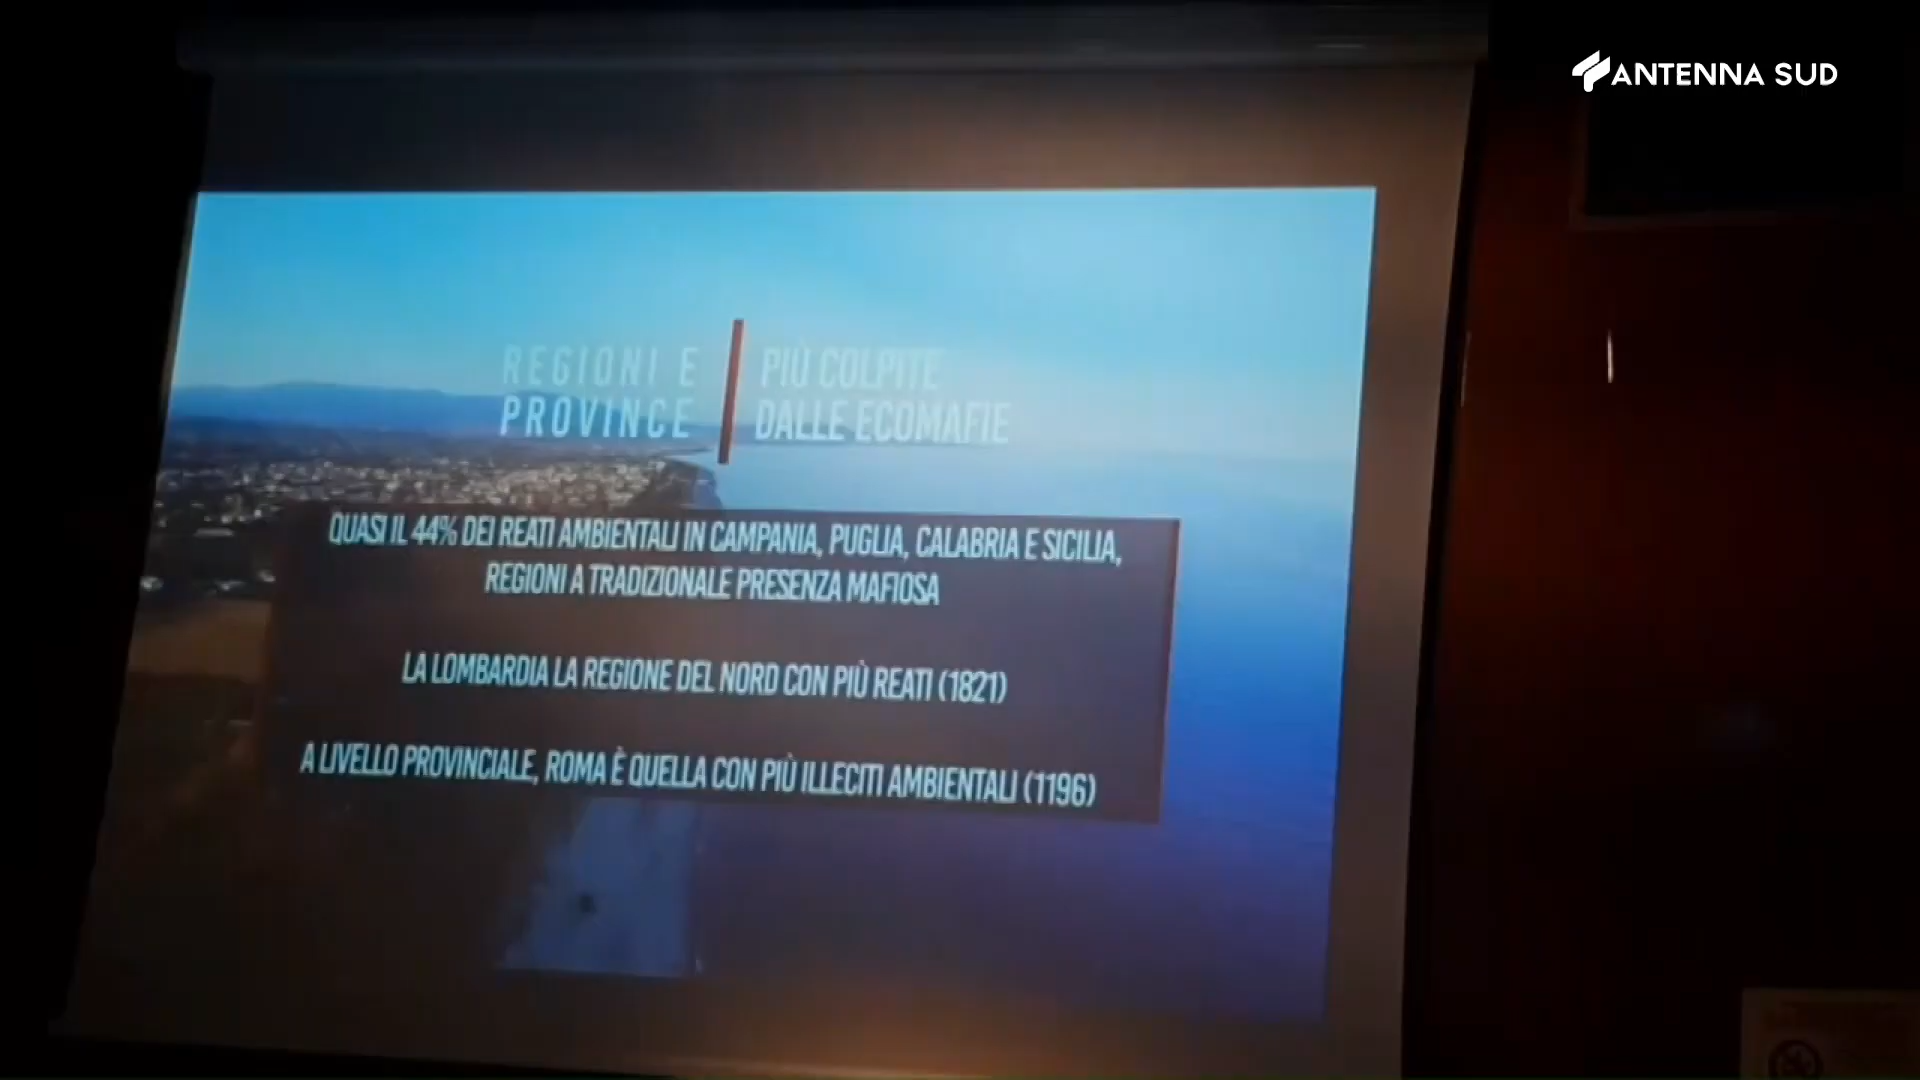 ANTENNA SUD
REGIONI E
PROVINCE
PIÙ COLPITE
DALLE ECOMAFIE
QUASI IL 44% DEI REATI AMBIENTALI IN CAMPANIA, PUGLIA, CALABRIA E SICILIA,
REGIONI A TRADIZIONALE PRESENZA MAFIOSA
LA LOMBARDIA LA REGIONE DEL NORD CON PIÙ REATI (1821)
A LIVELLO PROVINCIALE, ROMA È QUELLA CON PIÙ ILLECITI AMBIENTALI (1196)